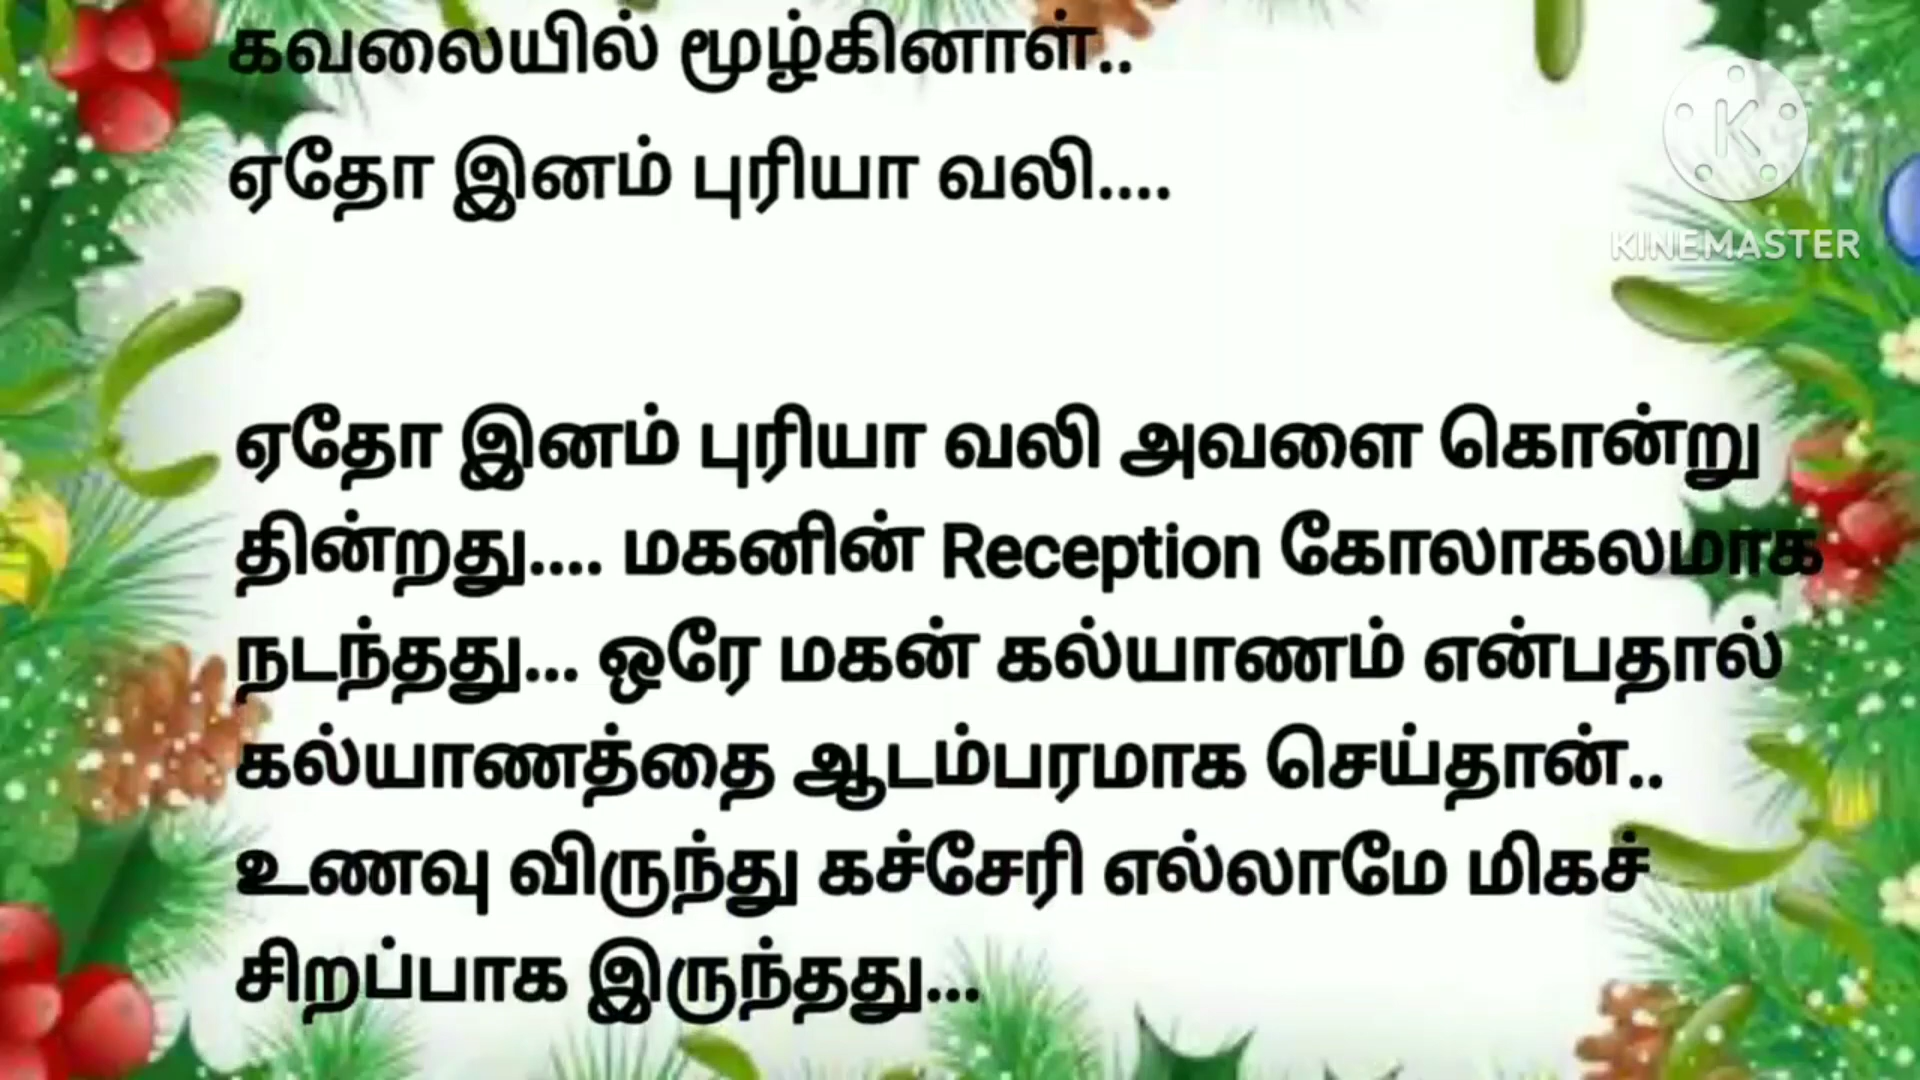 கவலையில் மூழ்கினாள்..
ஏதோ இனம் புரியா வலி....
KINEMASTER
ஏதோ இனம் புரியா வலி அவளை கொன்று
தின்றது.... மகனின் Reception கோலாகலமாக
நடந்தது... ஒரே மகன் கல்யாணம் என்பதால்
கல்யாணத்தை ஆடம்பரமாக செய்தான்..
உணவு விருந்து கச்சேரி எல்லாமே மிகச்
சிறப்பாக இருந்தது...